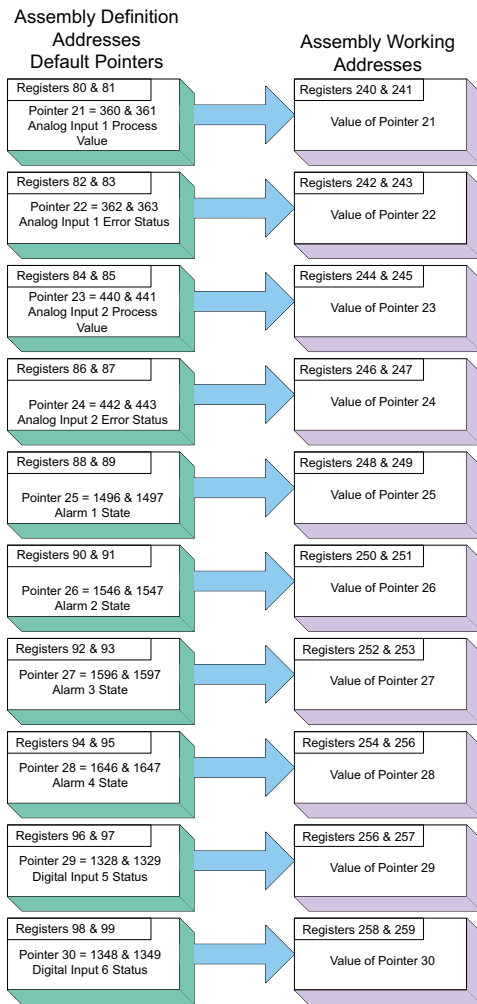 Assembly Definition
Addresses
Default Pointers
Assembly Working
Addresses
Registers 80 & 81
Pointer 21 = 360 & 361
Analog Input 1 Process
Value
Registers 240 & 241
Value of Pointer 21
Registers 82 & 83
Pointer 22 = 362 & 363
Analog Input 1 Error Status
Registers 242 & 243
Value of Pointer 22
Registers 84 & 85
Pointer 23 = 440 & 441
Analog Input 2 Process
Value
Registers 244 & 245
Value of Pointer 23
Registers 86 & 87
Pointer 24 = 442 & 443
Analog Input 2 Error Status
Registers 246 & 247
Value of Pointer 24
Registers 88 & 89
Pointer 25 = 1496 & 1497
Alarm 1 State
Registers 248 & 249
Value of Pointer 25
Registers 90 & 91
Pointer 26 = 1546 & 1547
Alarm 2 State
Registers 250 & 251
Value of Pointer 26
Registers 92 & 93
Pointer 27 = 1596 & 1597
Alarm 3 State
Registers 252 & 253
Value of Pointer 27
Registers 94 & 95
Pointer 28 = 1646 & 1647
Alarm 4 State
Registers 254 & 256
Value of Pointer 28
Registers 96 & 97
Pointer 29 = 1328 & 1329
Digital Input 5 Status
Registers 256 & 257
Value of Pointer 29
Registers 98 & 99
Pointer 30 = 1348 & 1349
Digital Input 6 Status
Registers 258 & 259
Value of Pointer 30